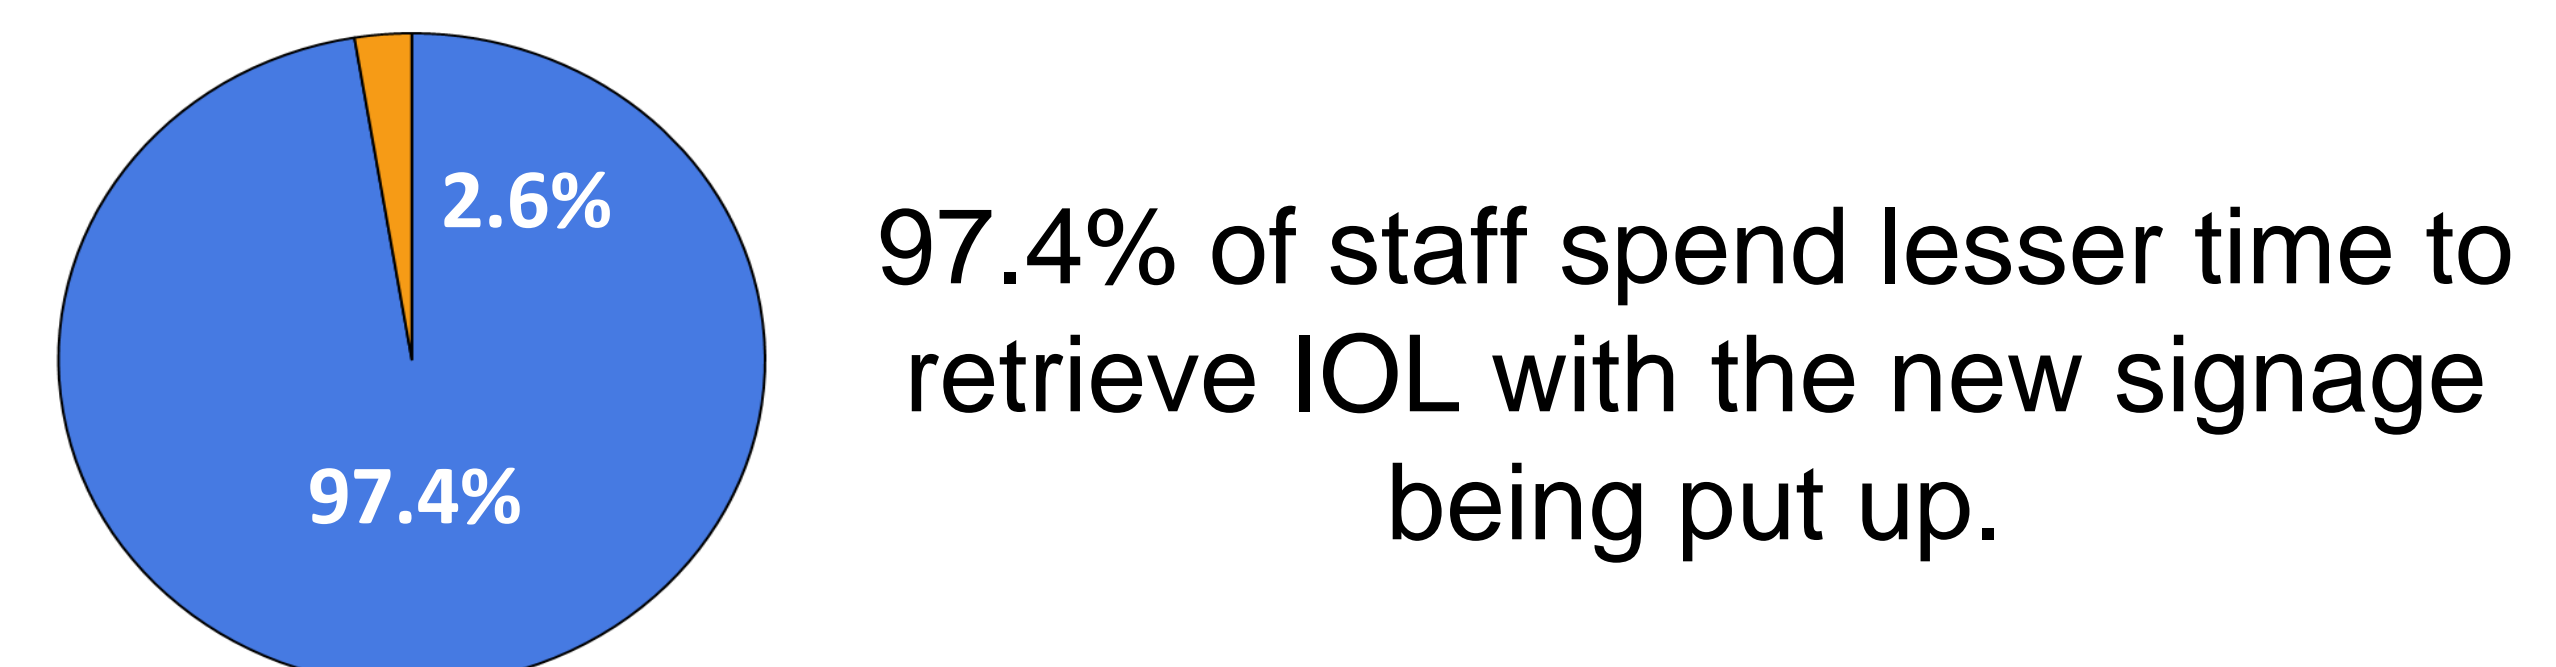 2.6%
97.4%
97.4% of staff spend lesser time to
retrieve IOL with the new signage
being put up.